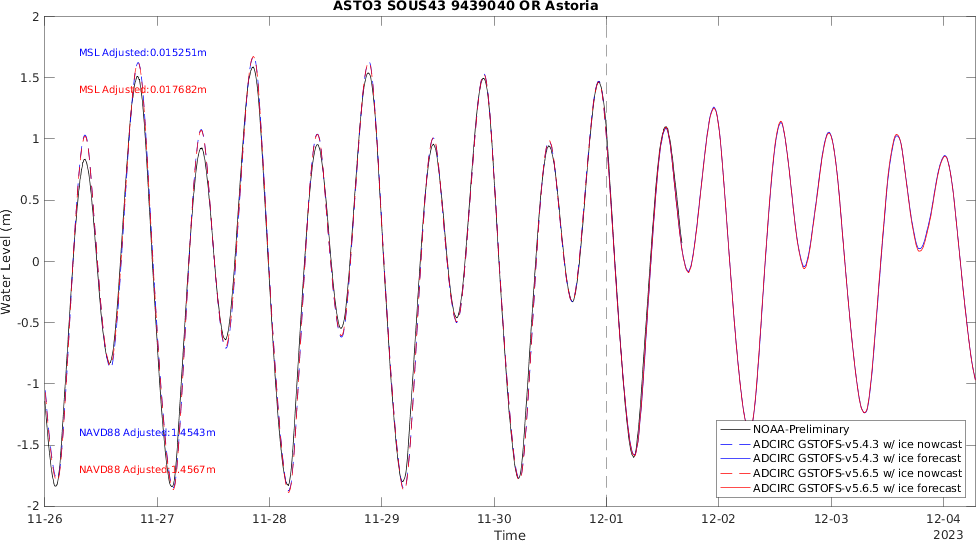 ASTO3 SOUS43 9439040 OR Astoria
2
1.5
1
0.5
0
-0.5
-1
-1.5
-2
Water Level (m)
MSL Adjusted:0.015251m
MSL Adjusted:0.017682m
NAVD88 Adjusted:1.4543m
NAVD88 Adjusted:1.4567m
NOAA-Preliminary
ADCIRC GSTOFS-v5.4.3 w/ ice nowcast
ADCIRC GSTOFS-v5.4.3 w/ ice forecast
ADCIRC GSTOFS-v5.6.5 w/ ice nowcast
ADCIRC GSTOFS-v5.6.5 w/ ice forecast
11-26 11-27 11-28 11-29 11-30 12-01 12-02 12-03 12-04
2023
Time